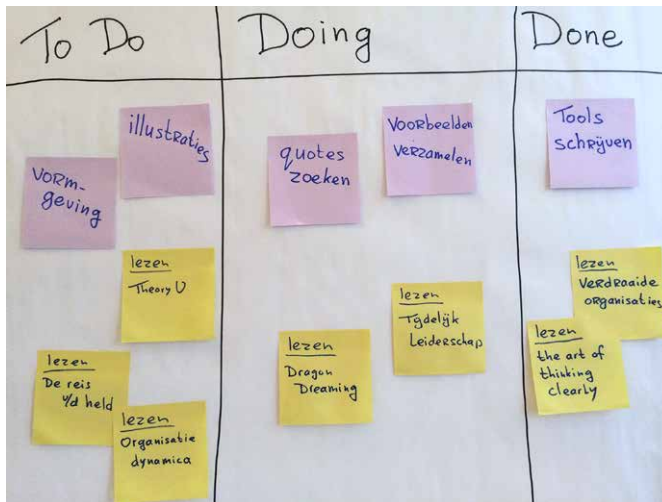 To Do
Doing
Done
illustraties
vorm-
geving
lezen
Theory U
lezen
De reis
v/d held
lezen
Organisatie
dynamica
quotes
zoeken
Voorbeelden
verzamelen
lezen
Tijdelijk
Leiderschap
lezen
Dragon
Dreaming
Tools
schrijven
lezen
Verdraaide
organisaties
lezen
the art of
thinking
clearly